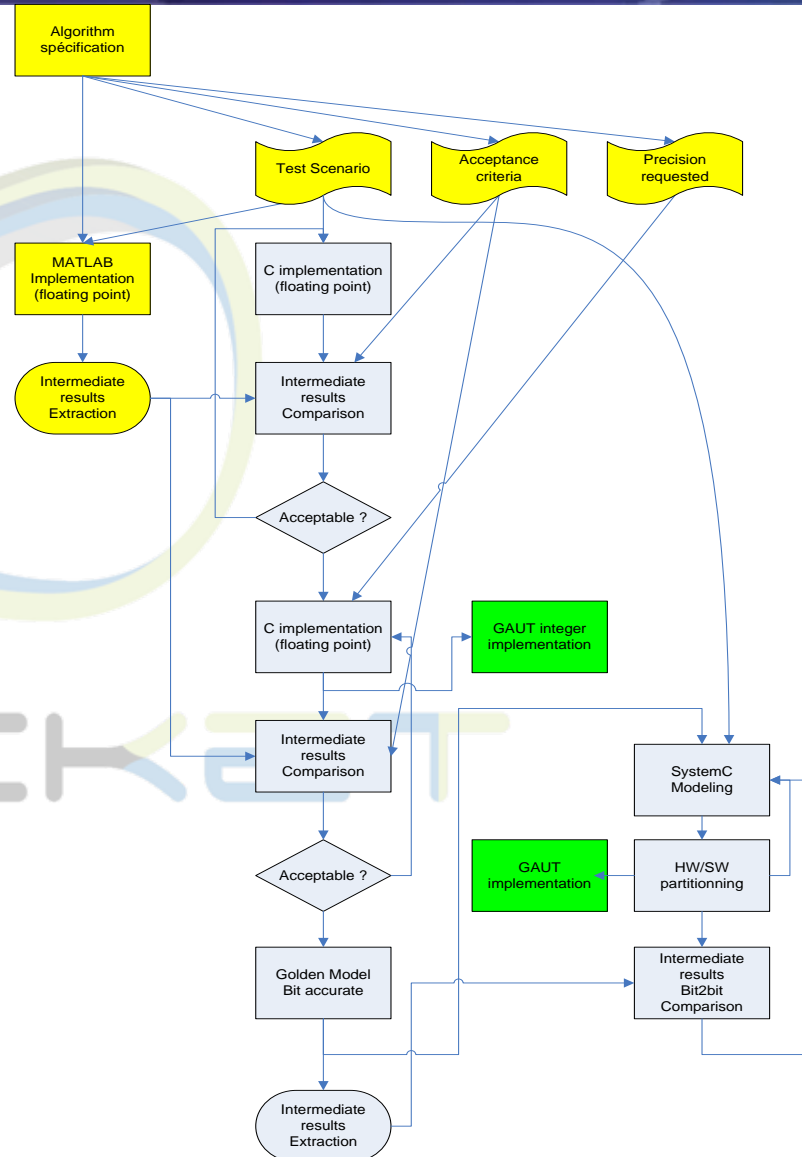 Algorithm
spécification
Test Scenario
Acceptance
criteria
Precision
requested
MATLAB
Implementation
(floating point)
C implementation
(floating point)
Intermediate
results
Extraction
Intermediate
results
Comparison
Acceptable ?
C implementation
(floating point)
GAUT integer
implementation
Intermediate
results
Comparison
SystemC
Modeling
Acceptable ?
GAUT
implementation
HW/SW
partitionning
Golden Model
Bit accurate
Intermediate
results
Bit2bit
Comparison
Intermediate
results
Extraction